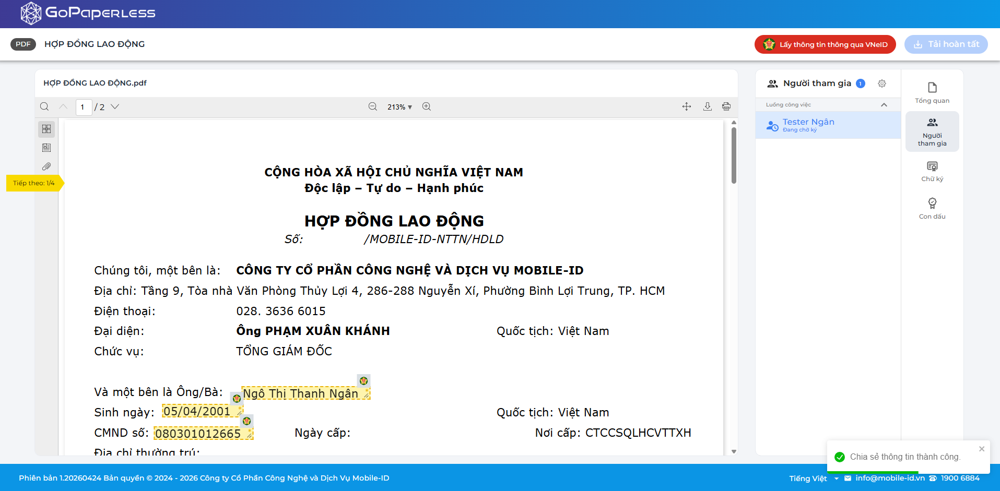 GoPaperless
PDF HỢP ĐỒNG LAO ĐỘNG
Lấy thông tin thông qua VNeID
Tải hoàn tất
HỢP ĐỒNG LAO ĐỘNG.pdf
1 / 2
213%
Tiếp theo: 1/4
CỘNG HÒA XÃ HỘI CHỦ NGHĨA VIỆT NAM
Độc lập – Tự do – Hạnh phúc
HỢP ĐỒNG LAO ĐỘNG
Số: /MOBILE-ID-NTTN/HDLD
Chúng tôi, một bên là: CÔNG TY CỔ PHẦN CÔNG NGHỆ VÀ DỊCH VỤ MOBILE-ID
Địa chỉ: Tầng 9, Tòa nhà Văn Phòng Thủy Lợi 4, 286-288 Nguyễn Xí, Phường Bình Lợi Trung, TP. HCM
Điện thoại: 028. 3636 6015
Đại diện: Ông PHẠM XUÂN KHÁNH Quốc tịch: Việt Nam
Chức vụ: TỔNG GIÁM ĐỐC
Và một bên là Ông/Bà: Ngô Thị Thanh Ngân *
Sinh ngày: 05/04/2001 * Quốc tịch: Việt Nam
CMND số: 080301012665 * Ngày cấp: Nơi cấp: CTCCSQLHCVTTXH
Địa chỉ thường trú:
Người tham gia 1
Luồng công việc
Tester Ngân
Đang chờ ký
Tổng quan
Người
tham gia
Chữ ký
Con dấu
Chia sẻ thông tin thành công.
Phiên bản 1.20260424 Bản quyền © 2024 - 2026 Công ty Cổ Phần Công Nghệ và Dịch Vụ Mobile-ID
Tiếng Việt info@mobile-id.vn 1900 6884